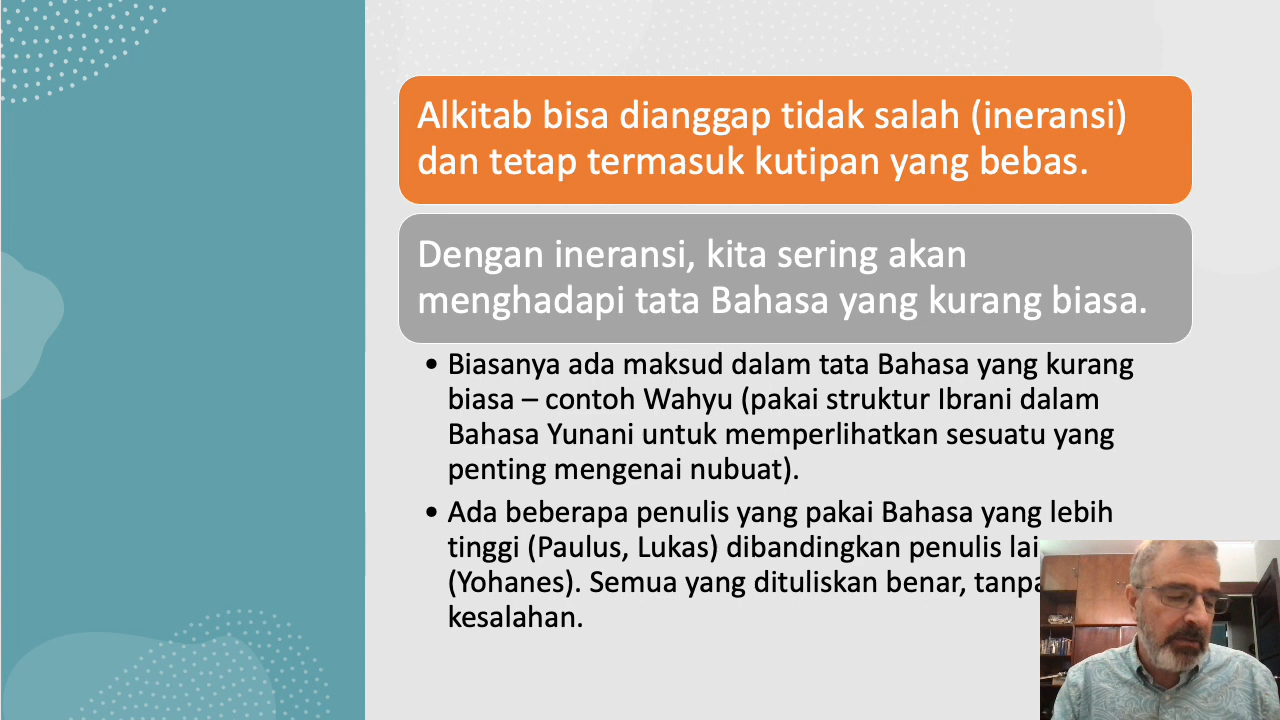 Alkitab bisa dianggap tidak salah (ineransi)
dan tetap termasuk kutipan yang bebas.
Dengan ineransi, kita sering akan
menghadapi tata Bahasa yang kurang biasa.
• Biasanya ada maksud dalam tata Bahasa yang kurang
biasa – contoh Wahyu (pakai struktur Ibrani dalam
Bahasa Yunani untuk memperlihatkan sesuatu yang
penting mengenai nubuat).
• Ada beberapa penulis yang pakai Bahasa yang lebih
tinggi (Paulus, Lukas) dibandingkan penulis
(Yohanes). Semua yang dituliskan benar, tanpa
kesalahan.